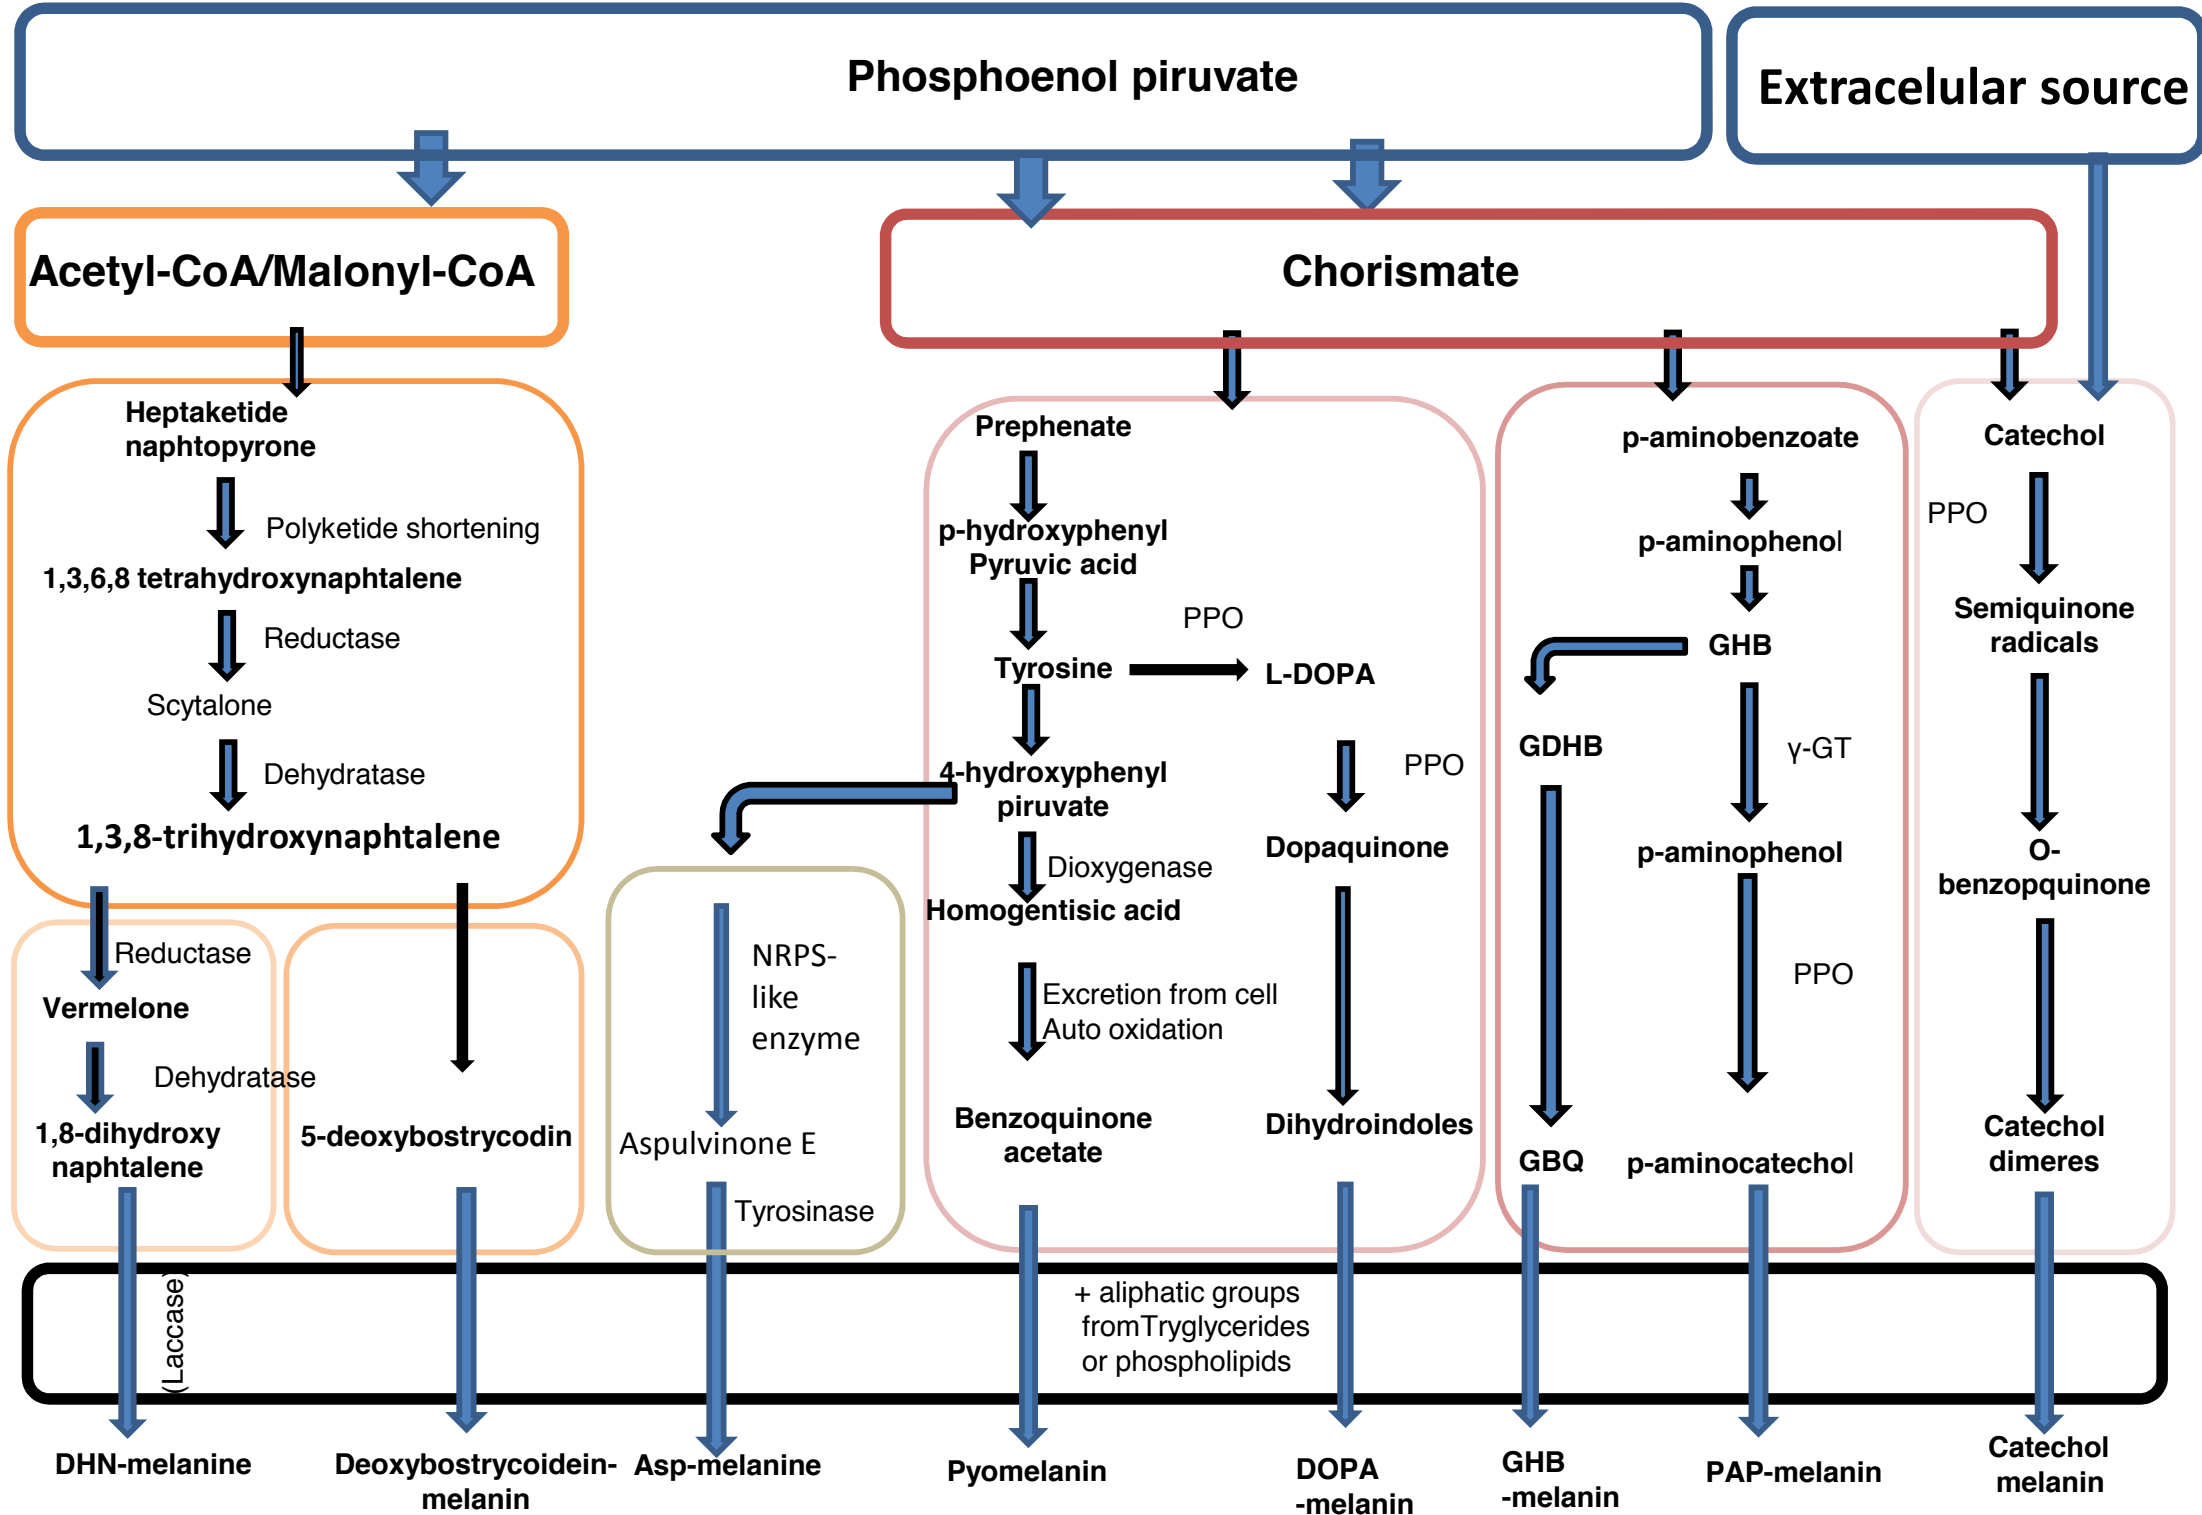 Phosphoenol piruvate
Extracelular source
Acetyl-CoA/Malonyl-CoA
Chorismate
Heptaketide
naphtopyrone
Polyketide shortening
1,3,6,8 tetrahydroxynaphtalene
Reductase
Scytalone
Dehydratase
1,3,8-trihydroxynaphtalene
Reductase
Vermelone
Dehydratase
1,8-dihydroxy
naphtalene
5-deoxybostrycodin
NRPS-
like
enzyme
Aspulvinone E
Tyrosinase
Prephenate
p-hydroxyphenyl
Pyruvic acid
Tyrosine
PPO
L-DOPA
4-hydroxyphenyl
piruvate
PPO
Dioxygenase
Dopaquinone
Homogentisic acid
Excretion from cell
Auto oxidation
Benzoquinone
acetate
Dihydroindoles
p-aminobenzoate
p-aminophenol
GHB
GDHB
γ-GT
p-aminophenol
PPO
GBQ
p-aminocatechol
Catechol
PPO
Semiquinone
radicals
O-
benzopquinone
Catechol
dimeres
(Laccase)
+ aliphatic groups
fromTryglycerides
or phospholipids
DHN-melanine
Deoxybostrycoidein-
melanin
Asp-melanine
Pyomelanin
DOPA
-melanin
GHB
-melanin
PAP-melanin
Catechol
melanin